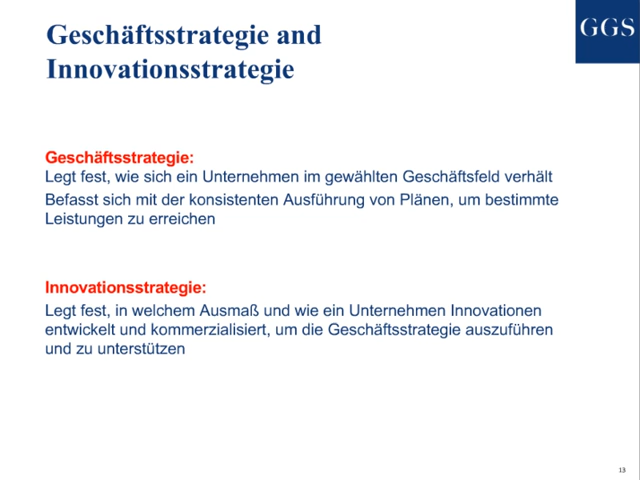 Geschäftsstrategie and
Innovationsstrategie
GGS
Geschäftsstrategie:
Legt fest, wie sich ein Unternehmen im gewählten Geschäftsfeld verhält
Befasst sich mit der konsistenten Ausführung von Plänen, um bestimmte
Leistungen zu erreichen
Innovationsstrategie:
Legt fest, in welchem Ausmaß und wie ein Unternehmen Innovationen
entwickelt und kommerzialisiert, um die Geschäftsstrategie auszuführen
und zu unterstützen
13